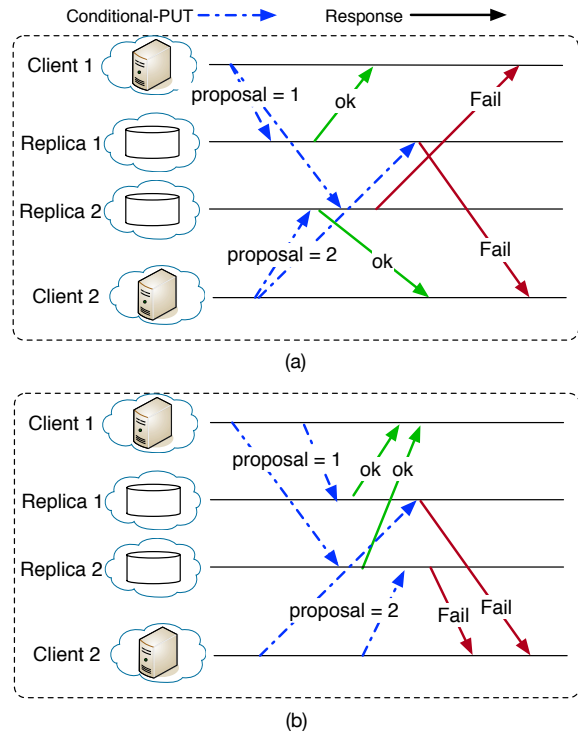 Conditional-PUT Response
Client 1
proposal = 1
ok
Fail
Replica 1
Replica 2
proposal = 2
ok
Fail
Client 2
(a)
Client 1
proposal = 1
ok
ok
Replica 1
Replica 2
proposal = 2
Fail
Fail
Client 2
(b)